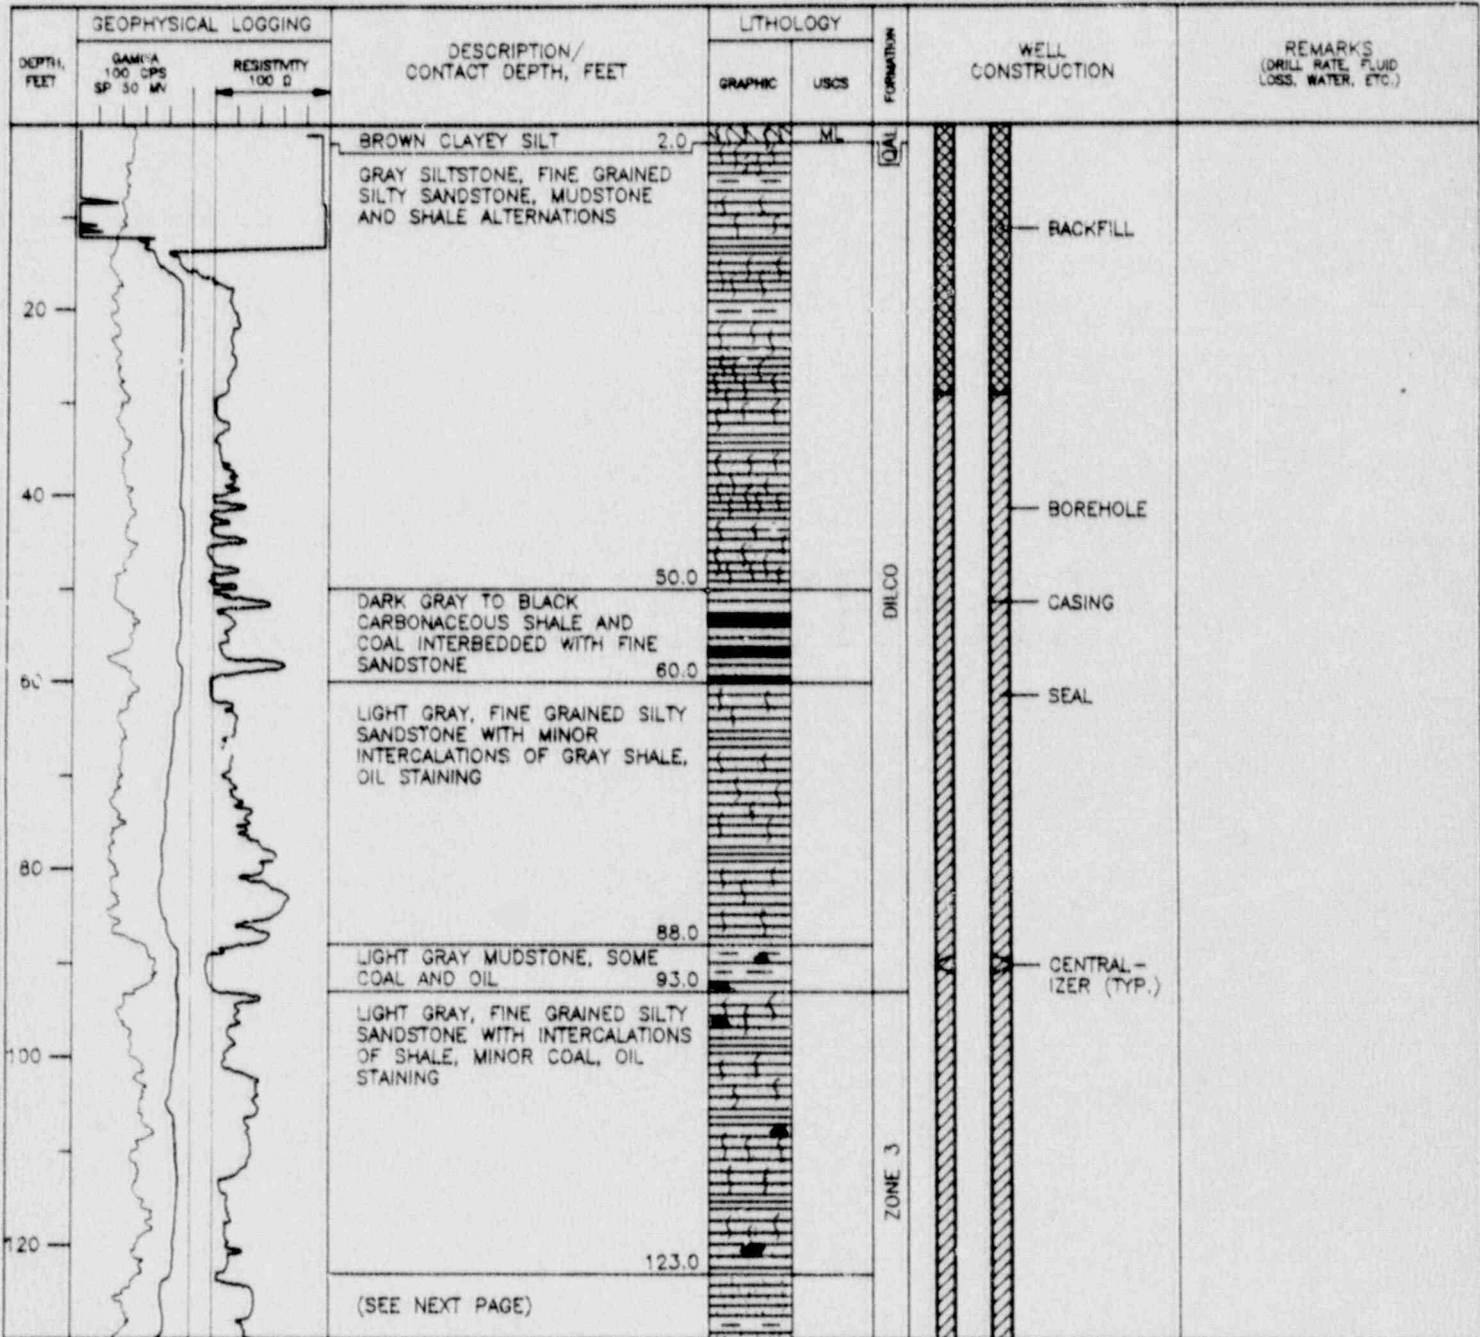 GEOPHYSICAL LOGGING
LITHOLOGY
DEPTH,
FEET
GAMMA
100 CPS
SP 50 MV
RESISTIVITY
100 Ω
DESCRIPTION/
CONTACT DEPTH, FEET
GRAPHIC
USCS
FORMATION
WELL
CONSTRUCTION
REMARKS
(DRILL RATE, FLUID
LOSS, WATER, ETC.)
BROWN CLAYEY SILT 2.0
ML
QAL
GRAY SILTSTONE, FINE GRAINED
SILTY SANDSTONE, MUDSTONE
AND SHALE ALTERNATIONS
BACKFILL
20
40
BOREHOLE
50.0
DILCO
DARK GRAY TO BLACK
CARBONACEOUS SHALE AND
COAL INTERBEDDED WITH FINE
SANDSTONE 60.0
CASING
60
SEAL
LIGHT GRAY, FINE GRAINED SILTY
SANDSTONE WITH MINOR
INTERCALATIONS OF GRAY SHALE,
OIL STAINING
80
88.0
LIGHT GRAY MUDSTONE, SOME
COAL AND OIL 93.0
CENTRAL-
IZER (TYP.)
LIGHT GRAY, FINE GRAINED SILTY
SANDSTONE WITH INTERCALATIONS
OF SHALE, MINOR COAL, OIL
STAINING
100
ZONE 3
120
123.0
(SEE NEXT PAGE)